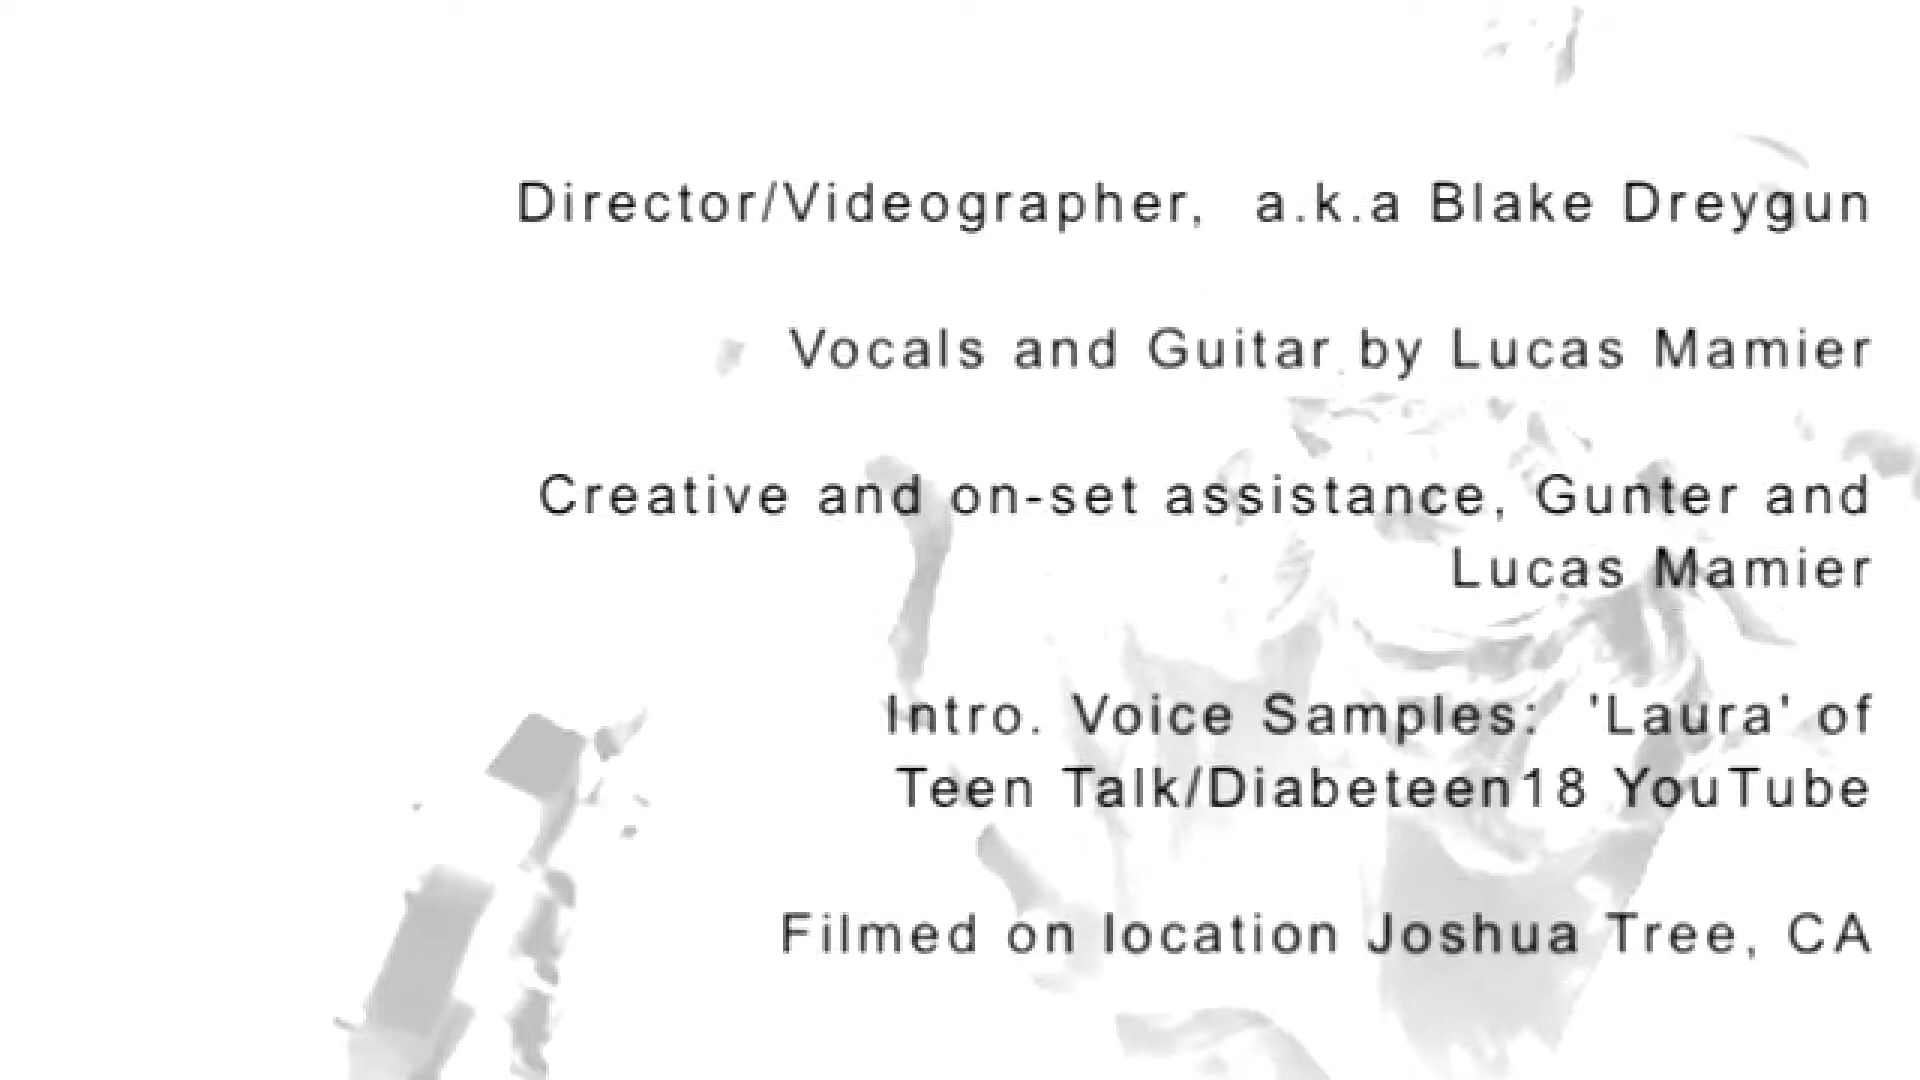 Director/Videographer,  a.k.a Blake Dreygun
Vocals and Guitar by Lucas Mamier
Creative and on-set assistance, Gunter and
Lucas Mamier
Intro. Voice Samples:  'Laura' of
Teen Talk/Diabeteen18 YouTube
Filmed on location Joshua Tree, CA